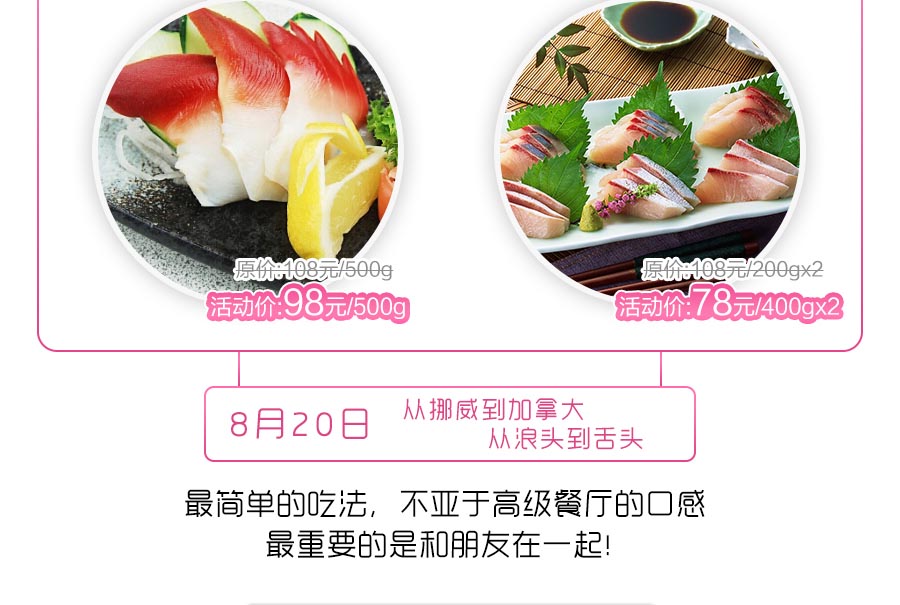 原价:108元/500g
活动价:98元/500g
原价:108元/200gx2
活动价:78元/400gx2
8月20日
从挪威到加拿大
从浪头到舌头
最简单的吃法，不亚于高级餐厅的口感
最重要的是和朋友在一起!